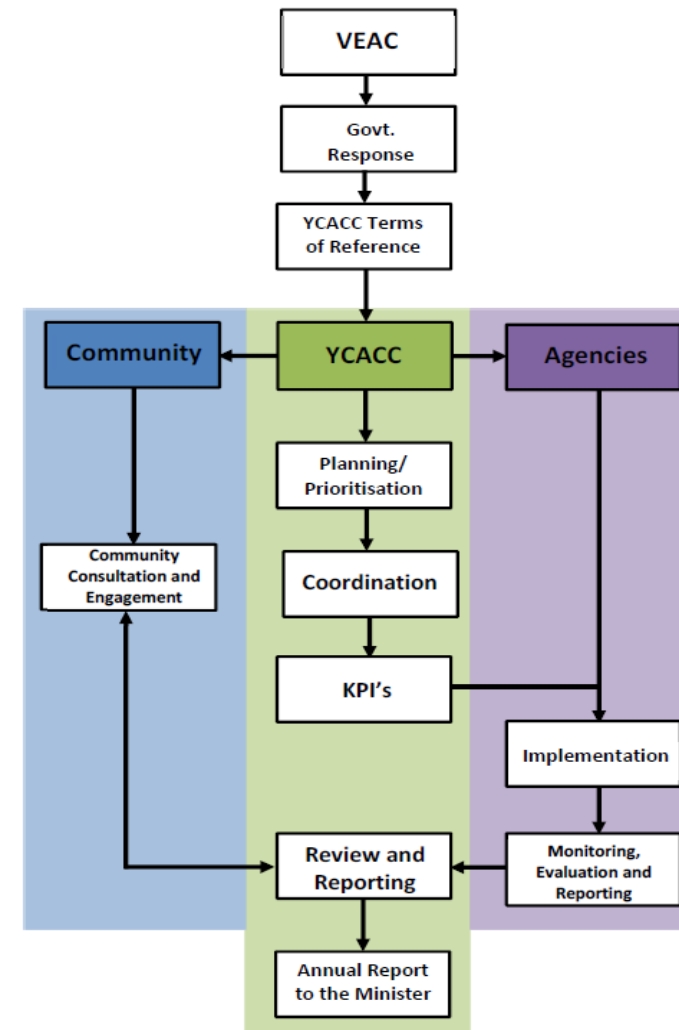 VEAC
Govt.
Response
YCACC Terms
of Reference
Community
YCACC
Agencies
Planning/
Prioritisation
Community
Consultation and
Engagement
Coordination
KPI's
Implementation
Review and
Reporting
Monitoring,
Evaluation and
Reporting
Annual Report
to the Minister